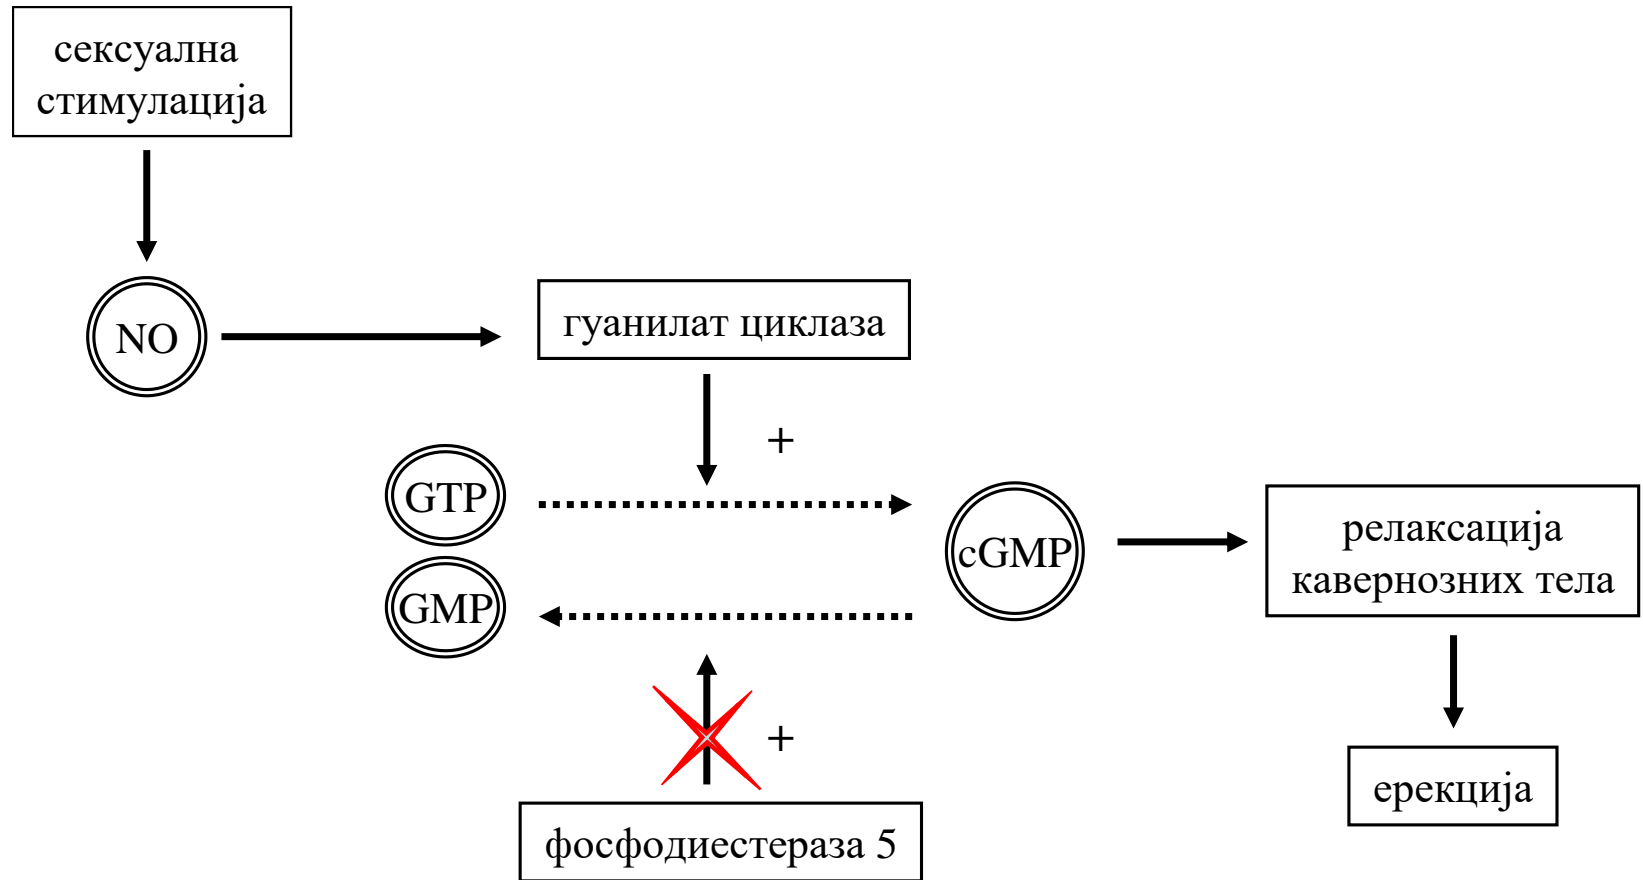 сексуална
стимулација
NO
гуанилат циклаза
+
GTP
cGMP
релаксација
кавернозних тела
GMP
+
ерекција
фосфодиестераза 5